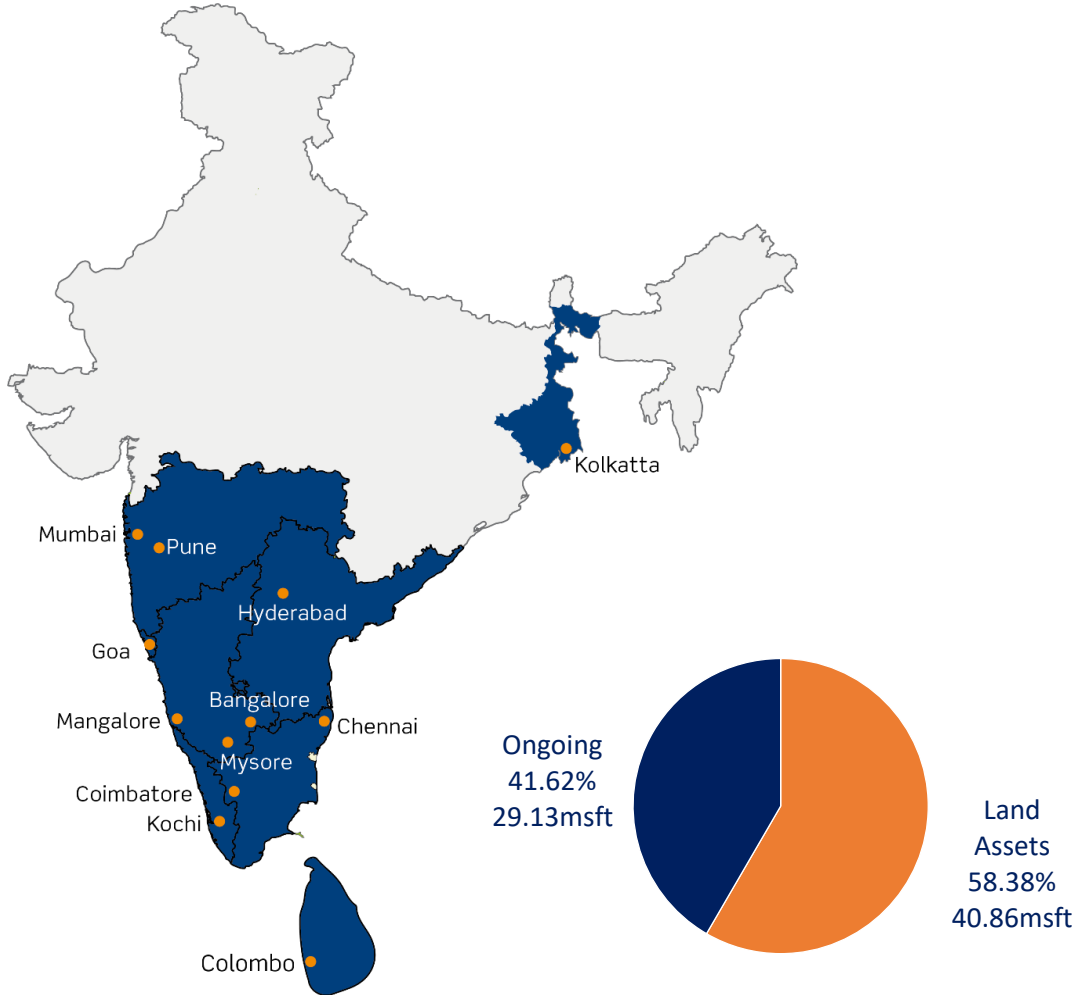 Kolkatta
Mumbai
Pune
Hyderabad
Goa
Bangalore
Mangalore
Chennai
Mysore
Coimbatore
Kochi
Colombo
Ongoing
41.62%
29.13msft
Land
Assets
58.38%
40.86msft